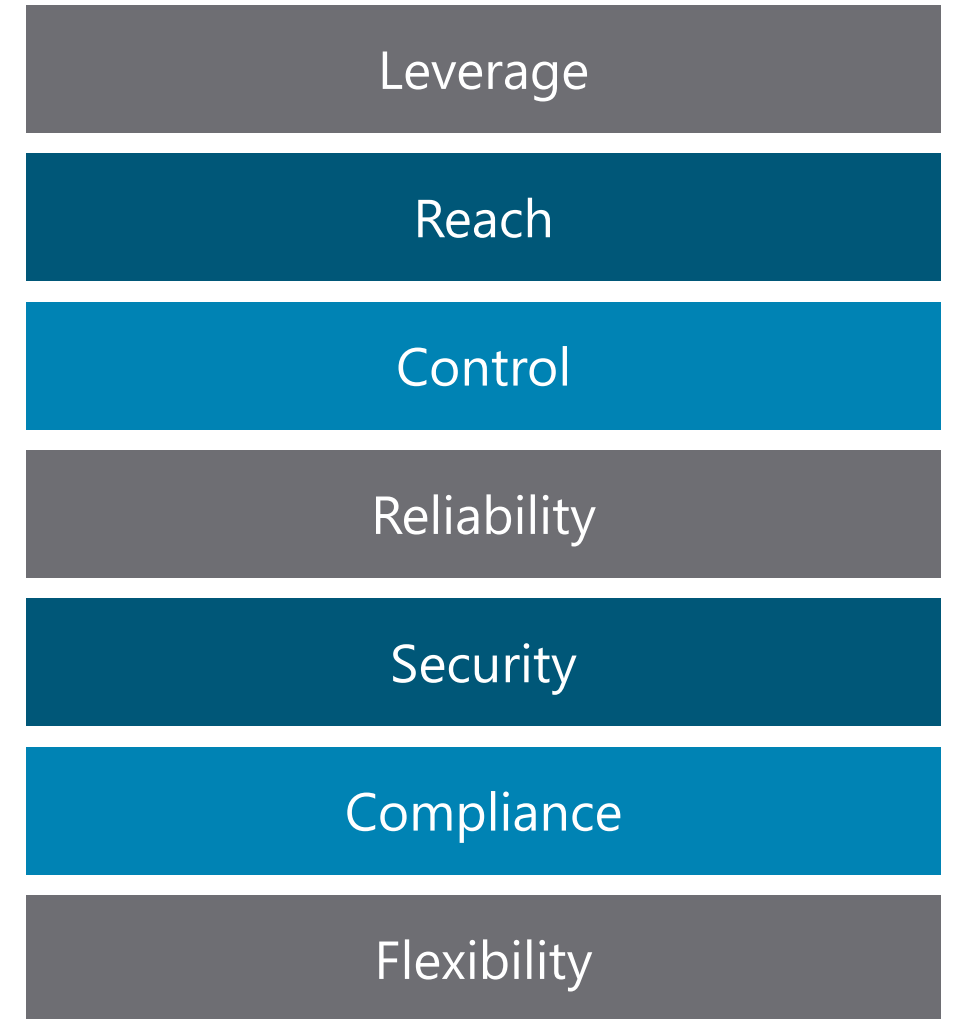 Leverage
Reach
Control
Reliability
Security
Compliance
Flexibility